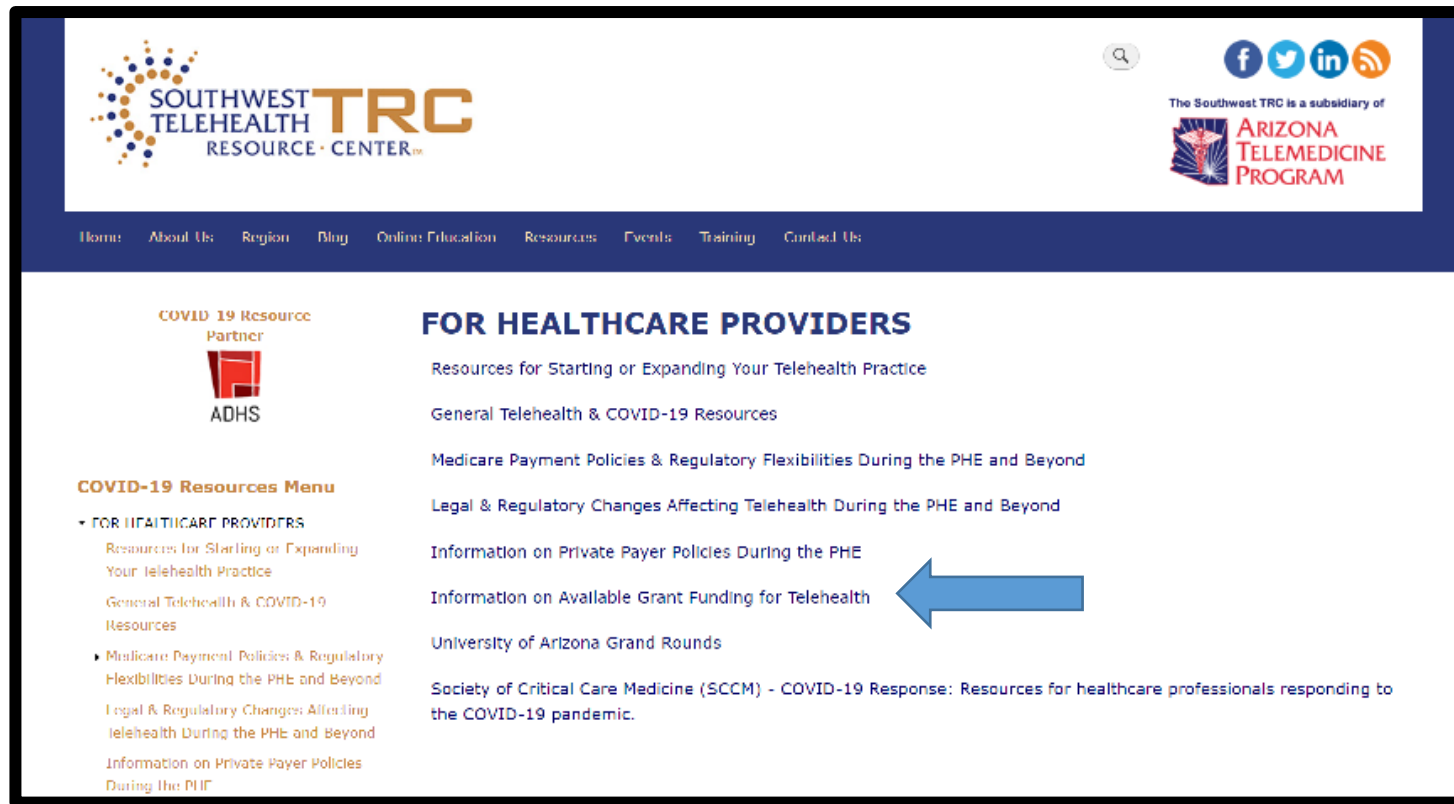 SOUTHWEST
TELEHEALTH
RESOURCE · CENTER
TRC
The Southwest TRC is a subsidiary of
ARIZONA
TELEMEDICINE
PROGRAM
Home About Us Region Blog Online Education Resources Events Training Contact Us
COVID 19 Resource
Partner
ADHS
COVID-19 Resources Menu
FOR HEALTHCARE PROVIDERS
Resources for Starting or Expanding
Your Telehealth Practice
General Telehealth & COVID-19
Resources
Medicare Payment Policies & Regulatory
Flexibilities During the PHE and Beyond
Legal & Regulatory Changes Affecting
Telehealth During the PHE and Beyond
Information on Private Payer Policies
During the PHE
FOR HEALTHCARE PROVIDERS
Resources for Starting or Expanding Your Telehealth Practice
General Telehealth & COVID-19 Resources
Medicare Payment Policies & Regulatory Flexibilities During the PHE and Beyond
Legal & Regulatory Changes Affecting Telehealth During the PHE and Beyond
Information on Private Payer Policies During the PHE
Information on Available Grant Funding for Telehealth
University of Arizona Grand Rounds
Society of Critical Care Medicine (SCCM) - COVID-19 Response: Resources for healthcare professionals responding to
the COVID-19 pandemic.